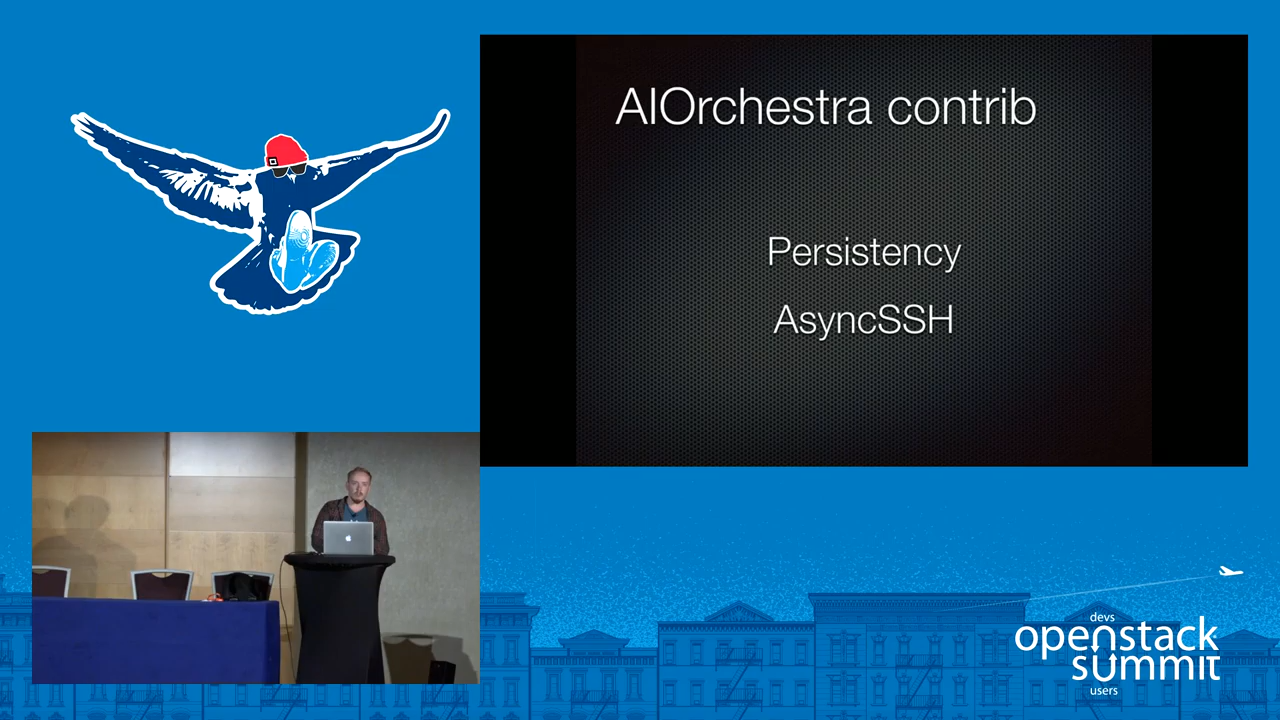 AIOrchestra contrib
Persistency
AsyncSSH
devs
openstack
summit
users